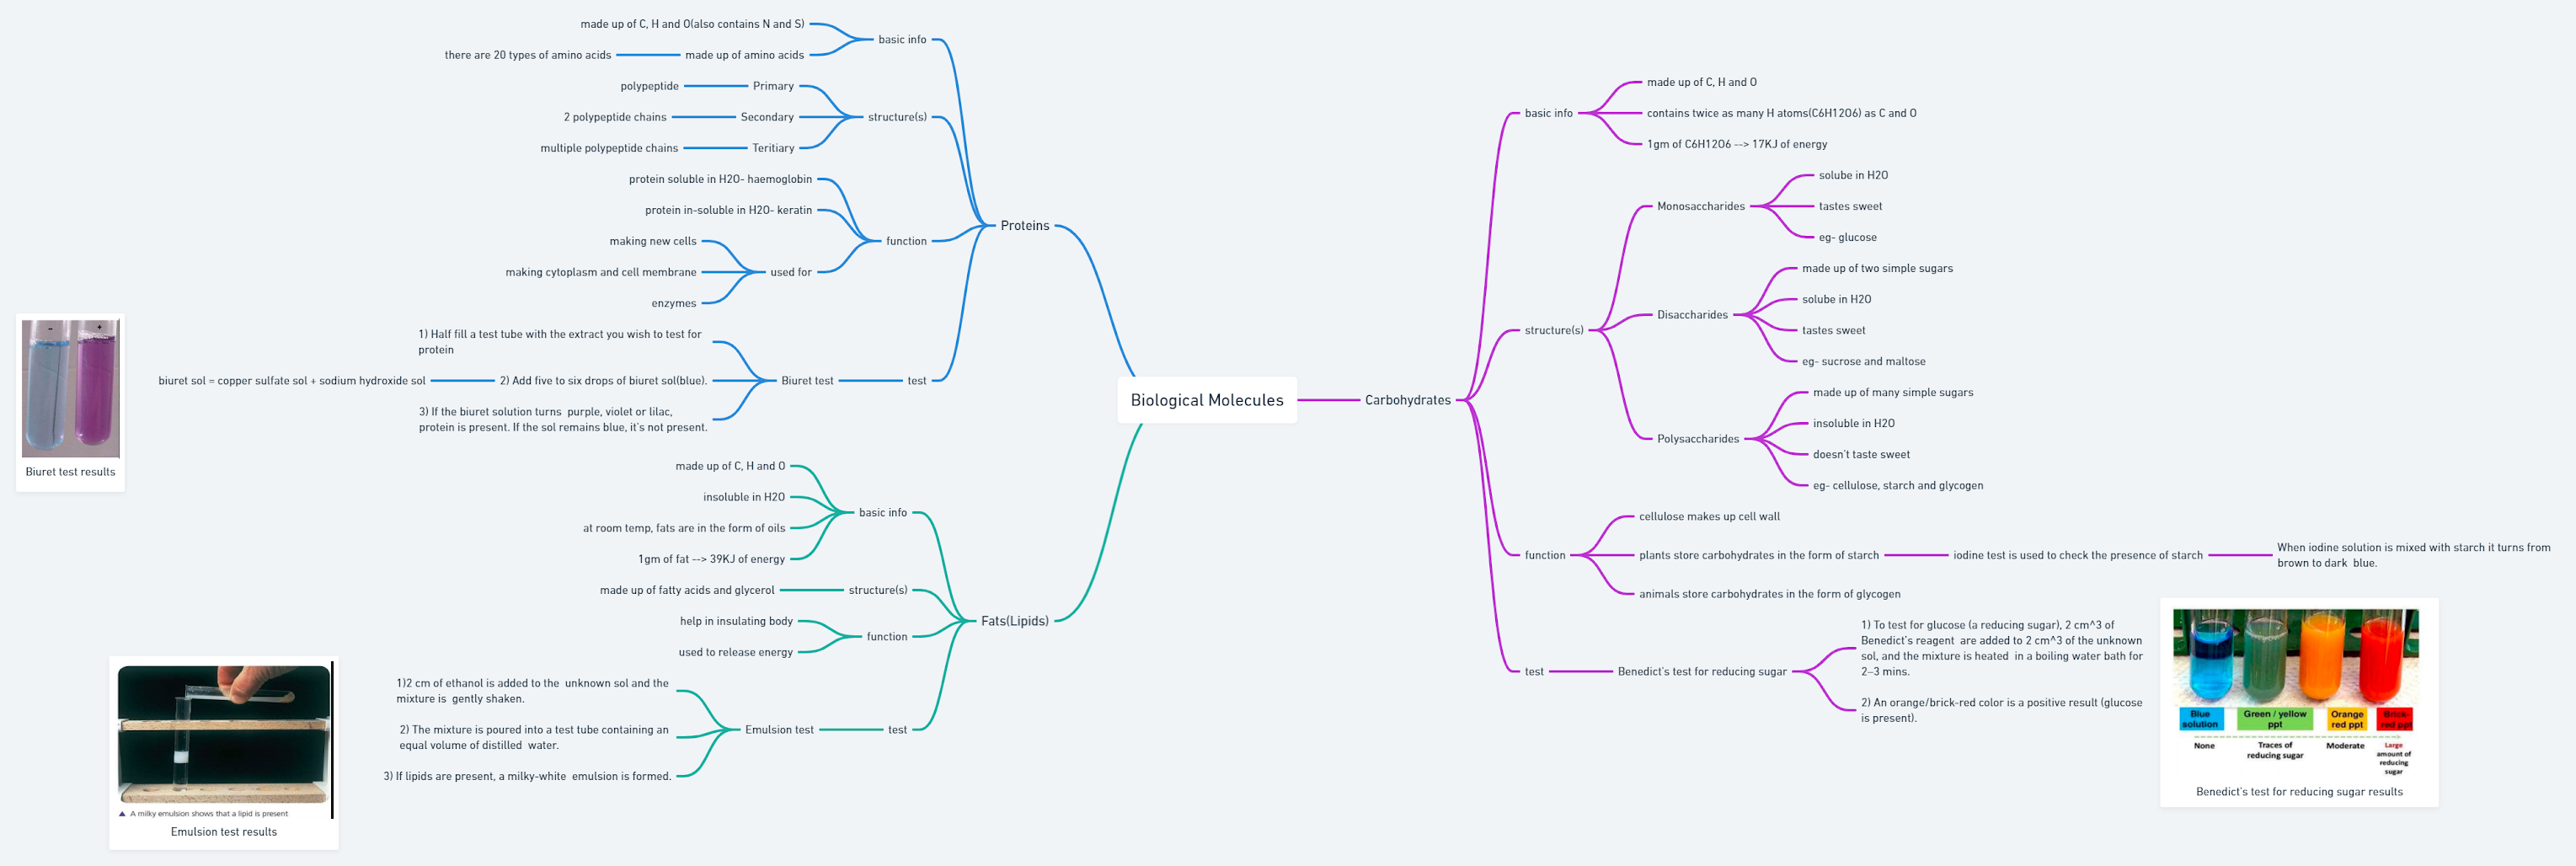 Biological Molecules
Proteins
basic info
made up of C, H and O(also contains N and S)
made up of amino acids
there are 20 types of amino acids
structure(s)
Primary
polypeptide
Secondary
2 polypeptide chains
Teritiary
multiple polypeptide chains
function
protein soluble in H2O- haemoglobin
protein in-soluble in H2O- keratin
used for
making new cells
making cytoplasm and cell membrane
enzymes
test
Biuret test
1) Half fill a test tube with the extract you wish to test for
protein
2) Add five to six drops of biuret sol(blue).
biuret sol = copper sulfate sol + sodium hydroxide sol
3) If the biuret solution turns  purple, violet or lilac,
protein is present. If the sol remains blue, it's not present.
- +
Biuret test results
Fats(Lipids)
basic info
made up of C, H and O
insoluble in H2O
at room temp, fats are in the form of oils
1gm of fat --> 39KJ of energy
structure(s)
made up of fatty acids and glycerol
function
help in insulating body
used to release energy
test
Emulsion test
1)2 cm of ethanol is added to the  unknown sol and the
mixture is  gently shaken.
2) The mixture is poured into a test tube containing an
equal volume of distilled  water.
3) If lipids are present, a milky-white  emulsion is formed.
▲ A milky emulsion shows that a lipid is present
Emulsion test results
Carbohydrates
basic info
made up of C, H and O
contains twice as many H atoms(C6H12O6) as C and O
1gm of C6H12O6 --> 17KJ of energy
structure(s)
Monosaccharides
solube in H2O
tastes sweet
eg- glucose
Disaccharides
made up of two simple sugars
solube in H2O
tastes sweet
eg- sucrose and maltose
Polysaccharides
made up of many simple sugars
insoluble in H2O
doesn't taste sweet
eg- cellulose, starch and glycogen
function
cellulose makes up cell wall
plants store carbohydrates in the form of starch
iodine test is used to check the presence of starch
When iodine solution is mixed with starch it turns from
brown to dark  blue.
animals store carbohydrates in the form of glycogen
test
Benedict's test for reducing sugar
1) To test for glucose (a reducing sugar), 2 cm^3 of
Benedict's reagent  are added to 2 cm^3 of the unknown
sol, and the mixture is heated  in a boiling water bath for
2–3 mins.
2) An orange/brick-red color is a positive result (glucose
is present).
Blue
solution
Green / yellow
ppt
Orange
red ppt
Brick-
red ppt
None
Traces of
reducing sugar
Moderate
Large
amount of
reducing
sugar
Benedict's test for reducing sugar results